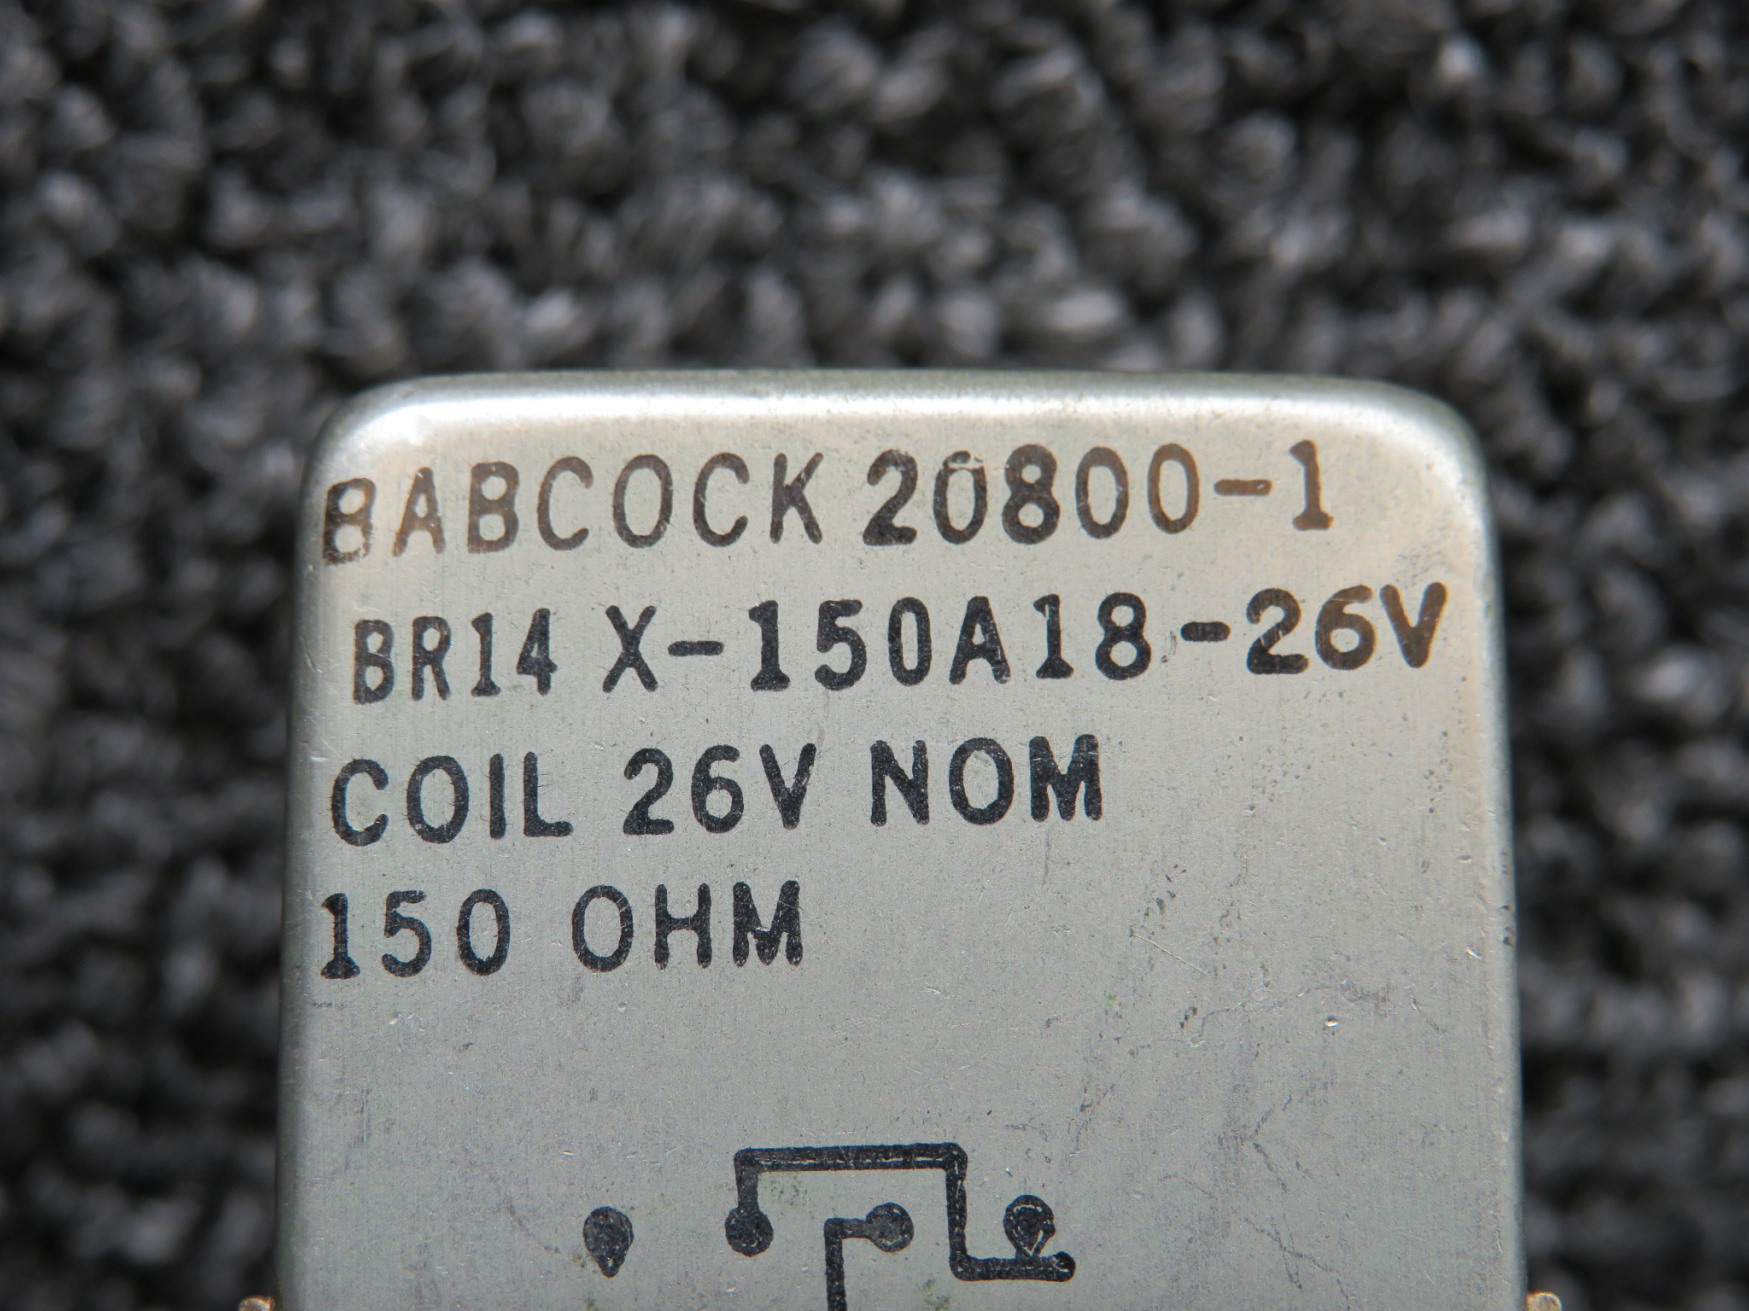 BABCOCK 20800-1
BR14 X-150A18-26V
COIL 26V NOM
150 OHM